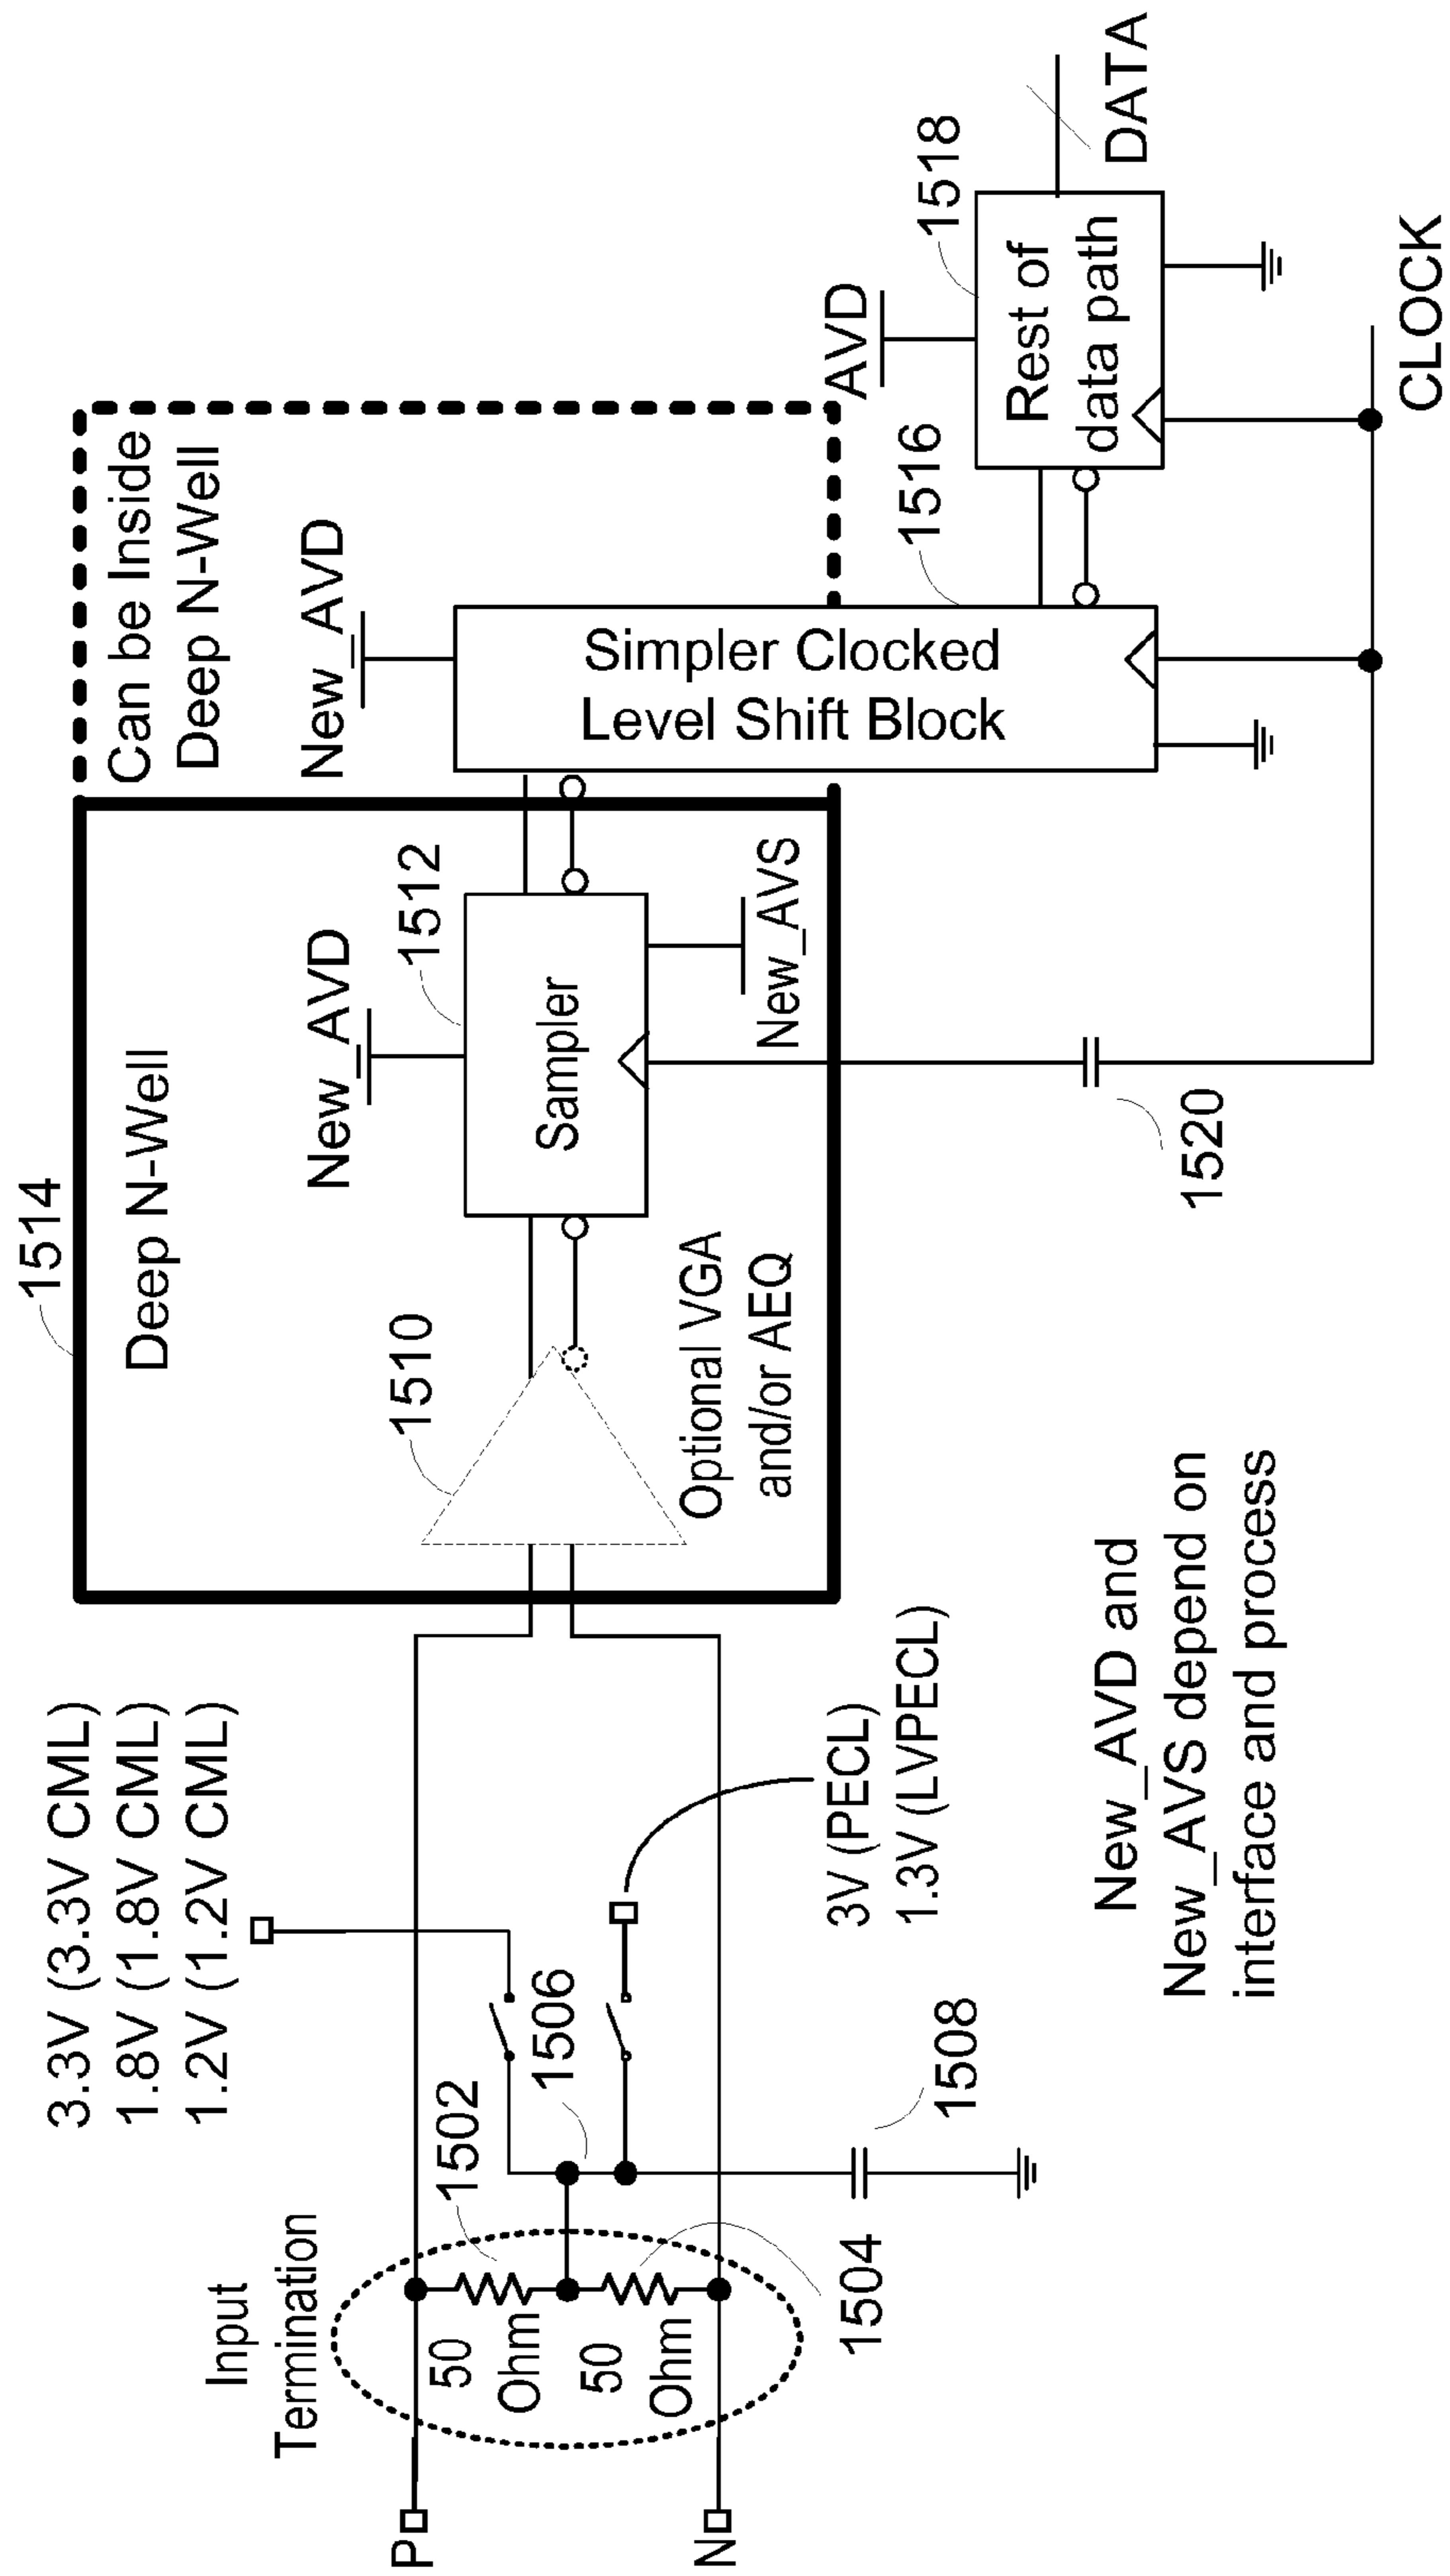 3.3V (3.3V CML)
1.8V (1.8V CML)
1.2V (1.2V CML)
Input
Termination
P
N
50
Ohm
50
Ohm
1502
1504
1506
1508
3V (PECL)
1.3V (LVPECL)
1514
Deep N-Well
1510
Optional VGA
and/or AEQ
New_AVD
1512
Sampler
New_AVS
1520
Can be Inside
Deep N-Well
New_AVD
Simpler Clocked
Level Shift Block
1516
AVD
1518
Rest of
data path
DATA
CLOCK
New_AVD and
New_AVS depend on
interface and process